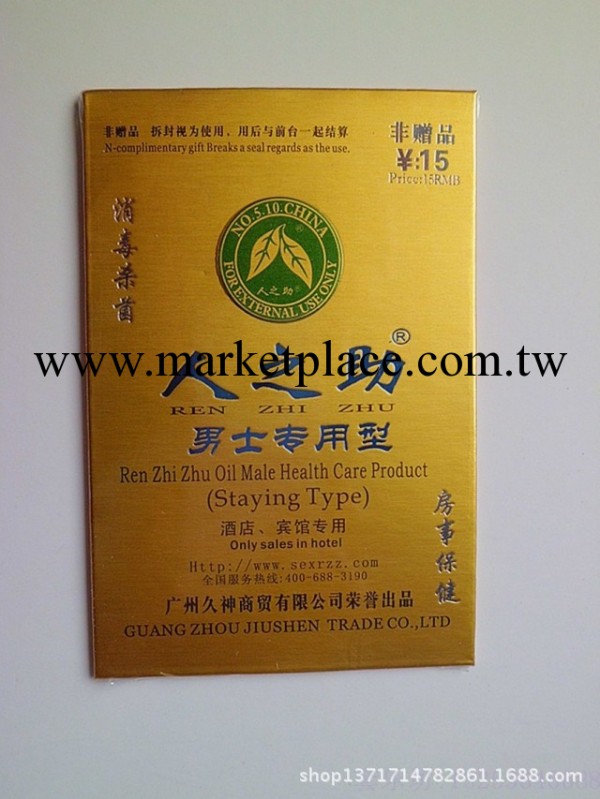 非赠品 拆封视为使用、用后与前台一起结算
N-complimentary gift Breaks a seal regards as the use.
非赠品
¥:15
Price:15RMB
消毒杀菌
NO.5.10.CHINA
®
人之助®
FOR EXTERNAL USE ONLY
www.marketplace.com.tw
人之助®
REN ZHI ZHU
男士专用型
Ren Zhi Zhu Oil Male Health Care Product
(Staying Type)
房事保健
酒店、宾馆专用
Only sales in hotel
Http://www.sexrzz.com
全国服务热线:400-688-3190
广州久神商贸有限公司荣誉出品
GUANG ZHOU JIUSHEN TRADE CO.,LTD
shop1371714782861.1688.com